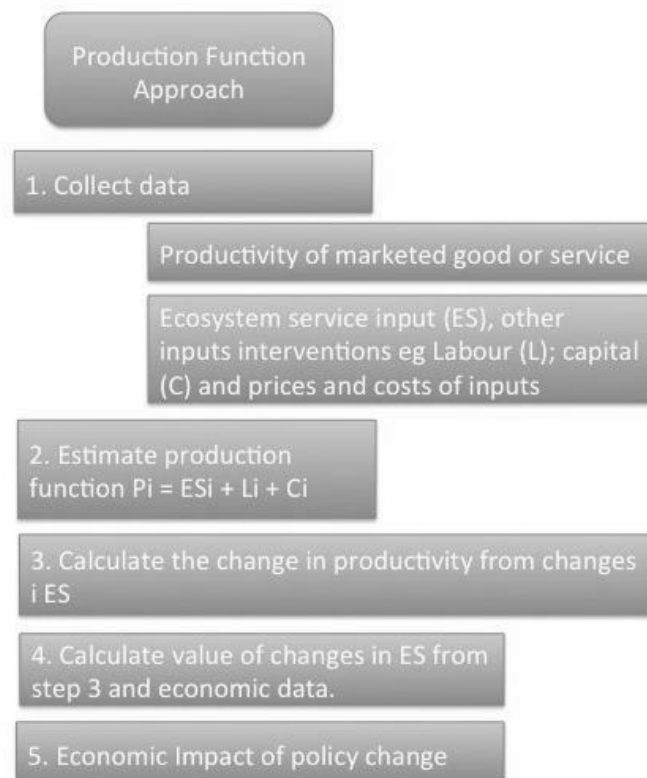 Production Function
Approach
1. Collect data
Productivity of marketed good or service
Ecosystem service input (ES), other
inputs interventions eg Labour (L); capital
(C) and prices and costs of inputs
2. Estimate production
function Pi = ESi + Li + Ci
3. Calculate the change in productivity from changes
i ES
4. Calculate value of changes in ES from
step 3 and economic data.
5. Economic Impact of policy change